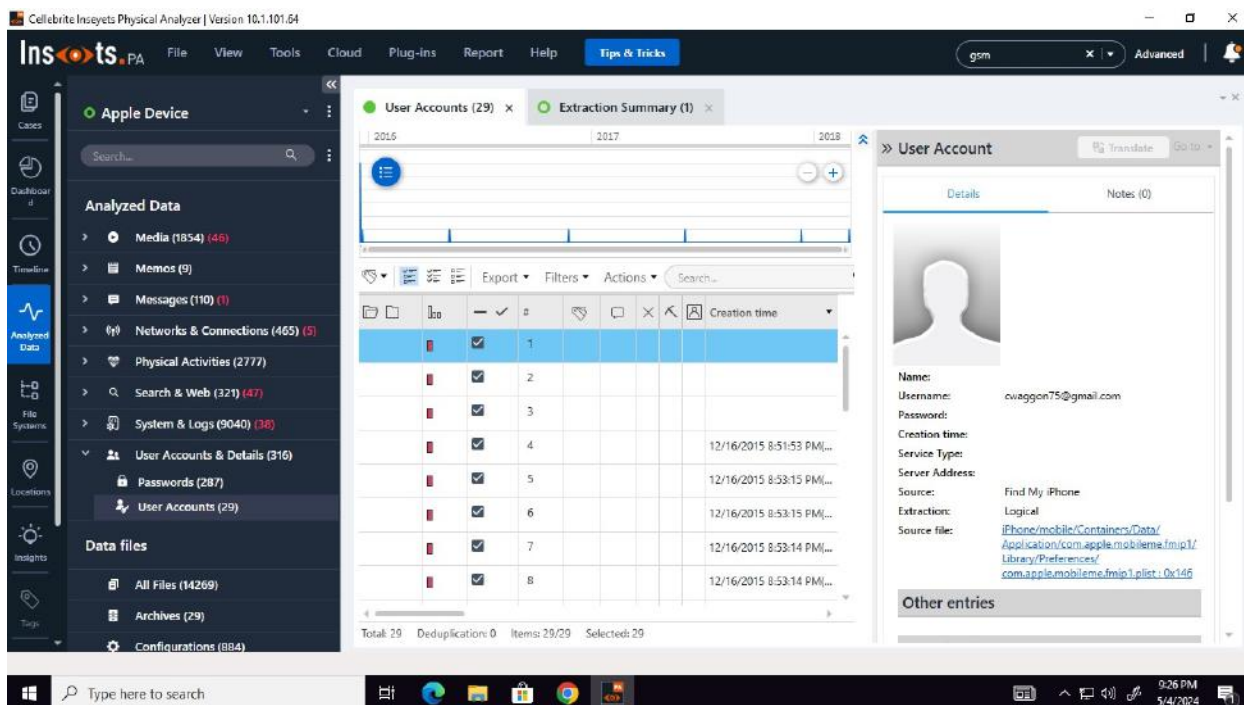 Cellebrite Inseyets Physical Analyzer | Version 10.1.101.64
Ins ts. PA File View Tools Cloud Plug-ins Report Help Tips & Tricks gsm Advanced
Cases
Dashboar
d
Timeline
Analyzed
Data
File
Systems
Locations
Insights
Tags
Apple Device
Search...
Analyzed Data
Media (1854) (46)
Memos (9)
Messages (110) (1)
Networks & Connections (465) (5)
Physical Activities (2777)
Search & Web (321) (47)
System & Logs (9040) (38)
User Accounts & Details (316)
Passwords (287)
User Accounts (29)
Data files
All Files (14269)
Archives (29)
Configurations (884)
User Accounts (29) Extraction Summary (1)
2016 2017 2018
Export Filters Actions Search...
# Creation time
1
2
3
4 12/16/2015 8:51:53 PM(...
5 12/16/2015 8:53:15 PM(...
6 12/16/2015 8:53:15 PM(...
7 12/16/2015 8:53:14 PM(...
8 12/16/2015 8:53:14 PM(...
Total: 29 Deduplication: 0 Items: 29/29 Selected: 29
User Account Translate Go to
Details Notes (0)
Name:
Username: cwaggon75@gmail.com
Password:
Creation time:
Service Type:
Server Address:
Source: Find My iPhone
Extraction: Logical
Source file: iPhone/mobile/Containers/Data/
Application/com.apple.mobileme.fmip1/
Library/Preferences/
com.apple.mobileme.fmip1.plist : 0x146
Other entries
Type here to search
9:26 PM
5/4/2024